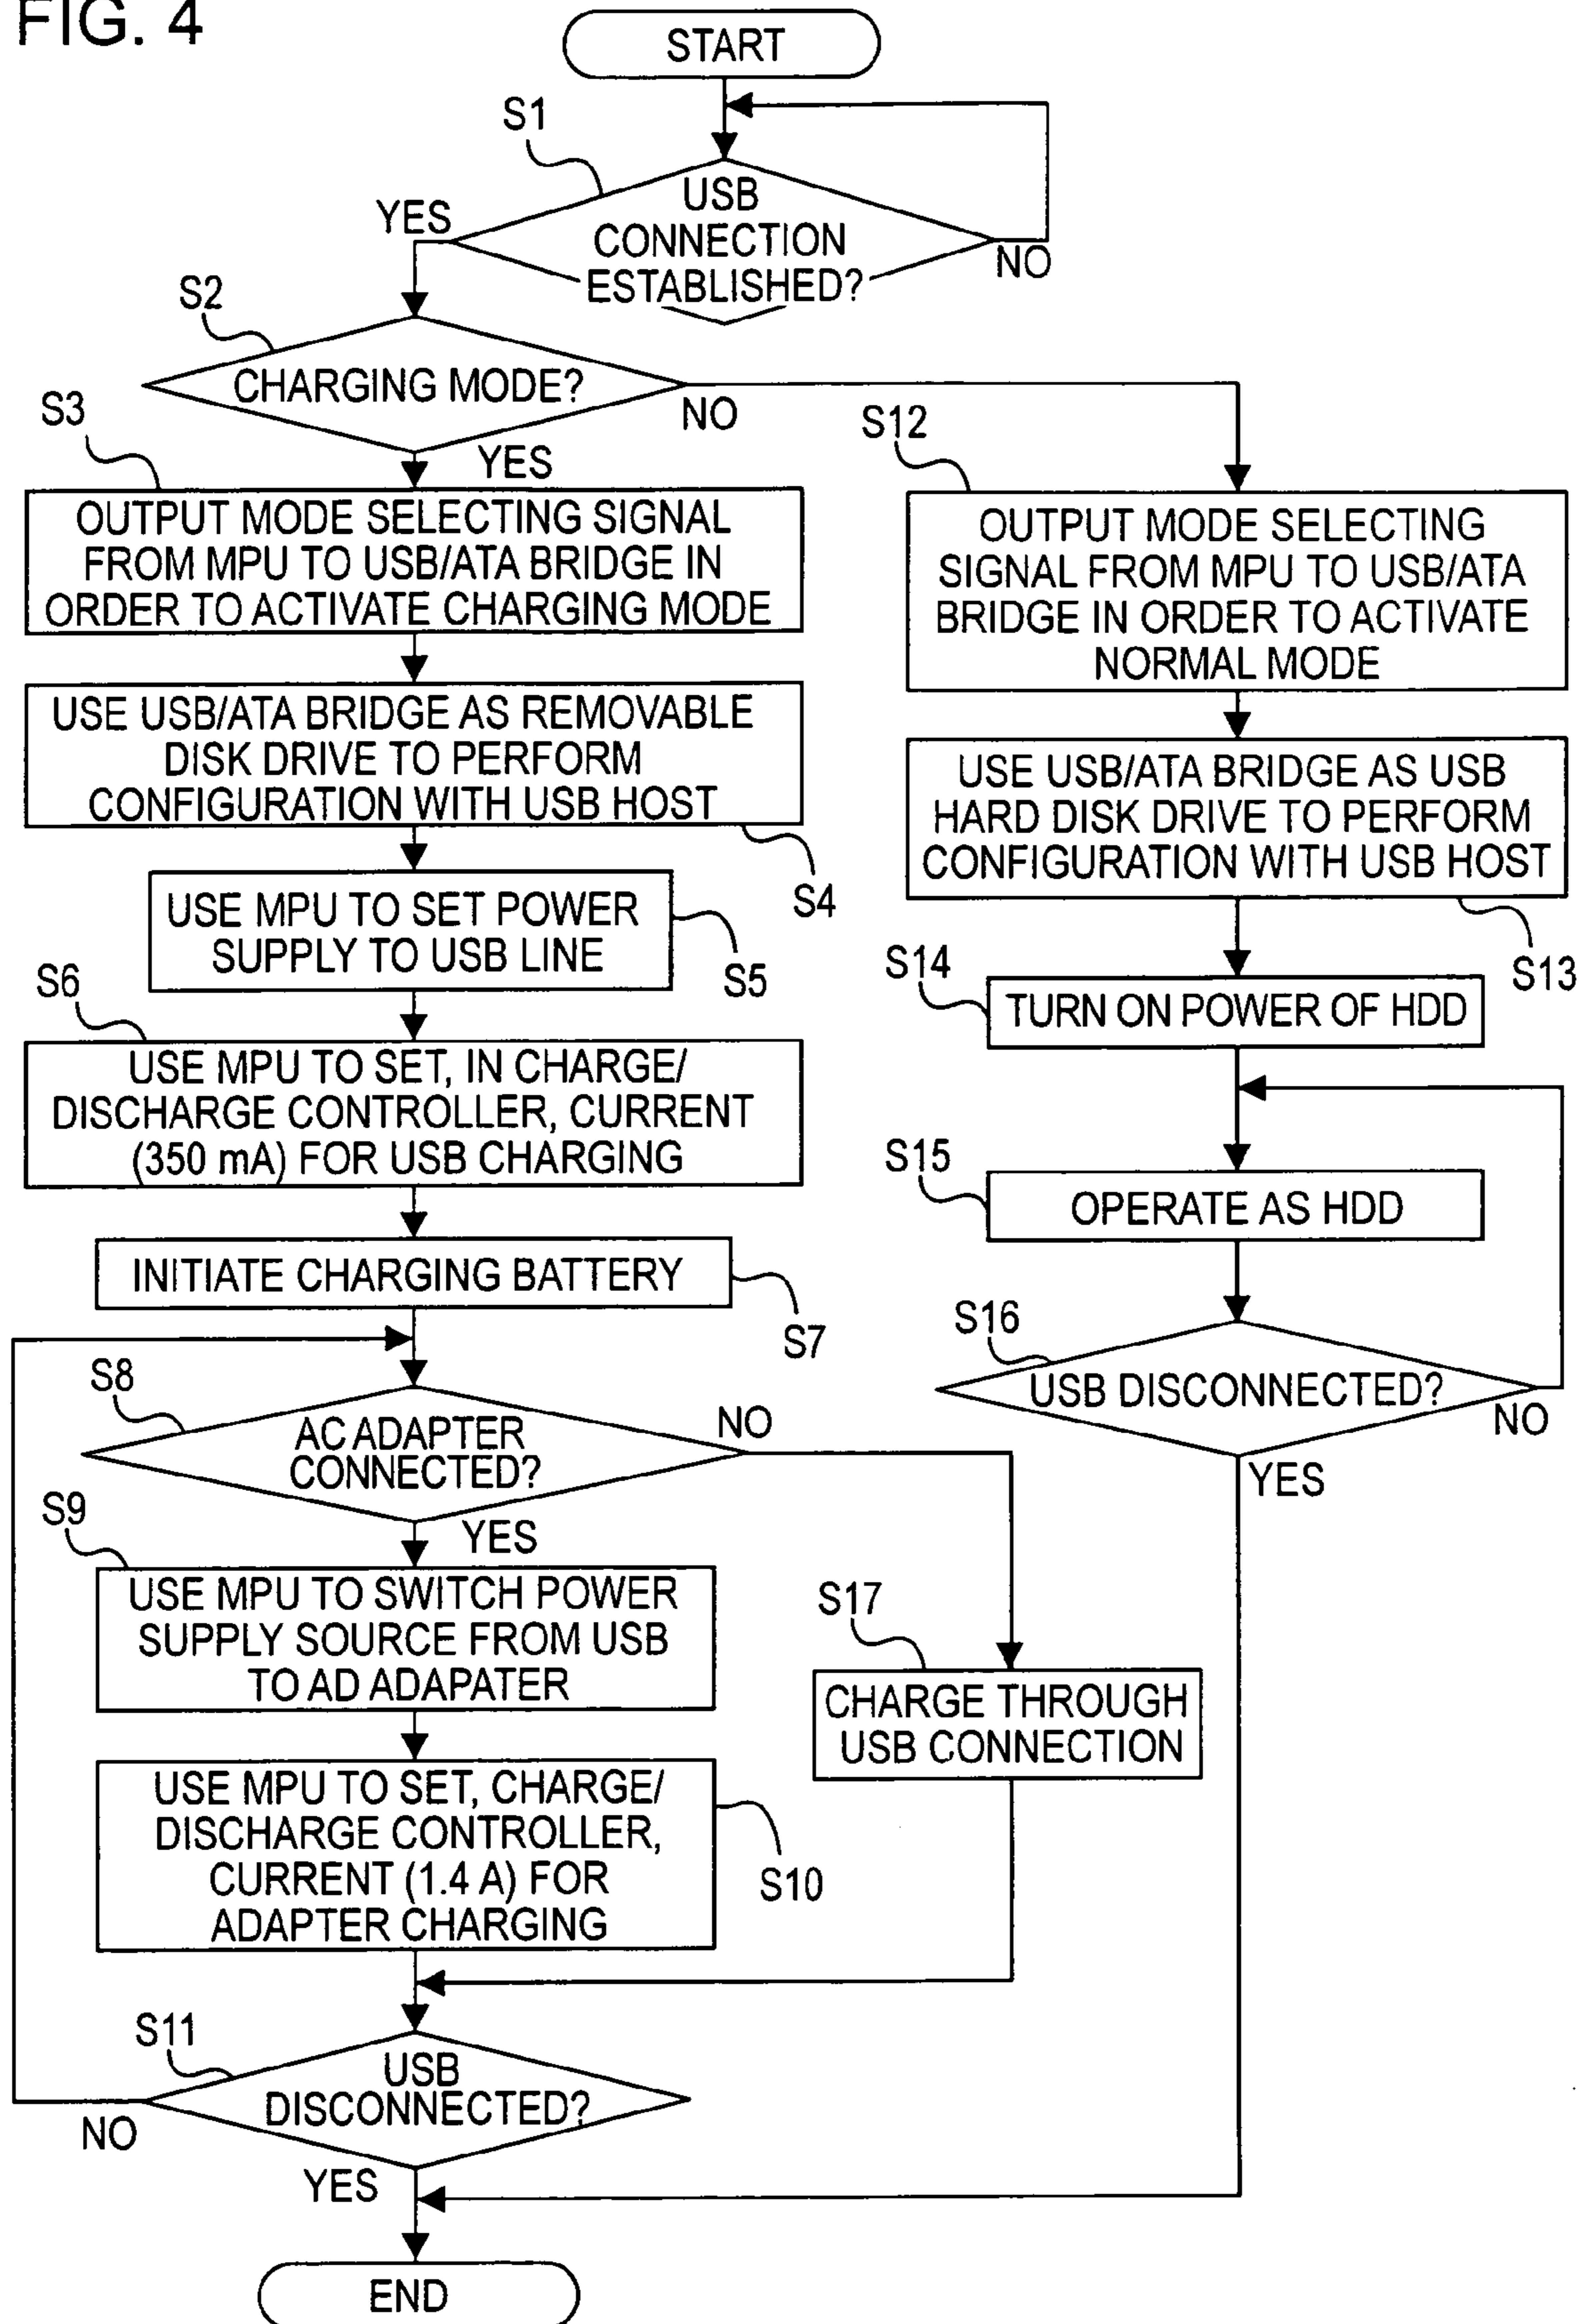 FIG. 4
START
S1
USB
CONNECTION
ESTABLISHED?
YES
NO
S2
CHARGING MODE?
NO
YES
S3
OUTPUT MODE SELECTING SIGNAL
FROM MPU TO USB/ATA BRIDGE IN
ORDER TO ACTIVATE CHARGING MODE
USE USB/ATA BRIDGE AS REMOVABLE
DISK DRIVE TO PERFORM
CONFIGURATION WITH USB HOST
S4
USE MPU TO SET POWER
SUPPLY TO USB LINE
S5
S6
USE MPU TO SET, IN CHARGE/
DISCHARGE CONTROLLER, CURRENT
(350 mA) FOR USB CHARGING
INITIATE CHARGING BATTERY
S7
S8
AC ADAPTER
CONNECTED?
NO
YES
S9
USE MPU TO SWITCH POWER
SUPPLY SOURCE FROM USB
TO AD ADAPATER
USE MPU TO SET, CHARGE/
DISCHARGE CONTROLLER,
CURRENT (1.4 A) FOR
ADAPTER CHARGING
S10
S17
CHARGE THROUGH
USB CONNECTION
S11
USB
DISCONNECTED?
NO
YES
S12
OUTPUT MODE SELECTING
SIGNAL FROM MPU TO USB/ATA
BRIDGE IN ORDER TO ACTIVATE
NORMAL MODE
USE USB/ATA BRIDGE AS USB
HARD DISK DRIVE TO PERFORM
CONFIGURATION WITH USB HOST
S13
S14
TURN ON POWER OF HDD
S15
OPERATE AS HDD
S16
USB DISCONNECTED?
NO
YES
END